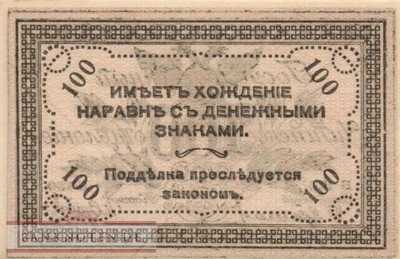 100 100
ИМѢЕТЪ ХОЖДЕНІЕ
НАРАВНѢ СЪ ДЕНЕЖНЫМИ
ЗНАКАМИ.
Поддѣлка преслѣдуется
закономъ.
100 100